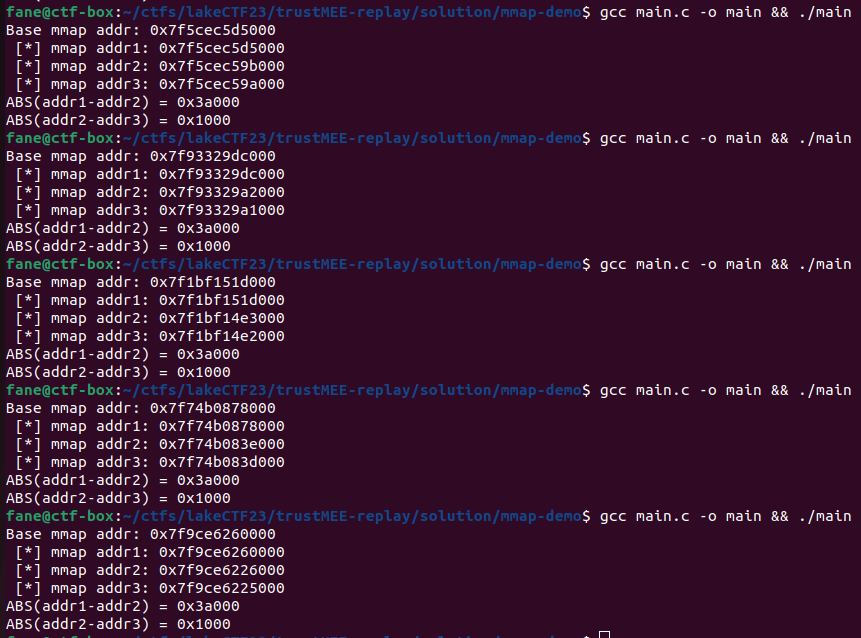 fane@ctf-box:~/ctfs/lakeCTF23/trustMEE-replay/solution/mmap-demo$ gcc main.c -o main && ./main
Base mmap addr: 0x7f5cec5d5000
 [*] mmap addr1: 0x7f5cec5d5000
 [*] mmap addr2: 0x7f5cec59b000
 [*] mmap addr3: 0x7f5cec59a000
ABS(addr1-addr2) = 0x3a000
ABS(addr2-addr3) = 0x1000
fane@ctf-box:~/ctfs/lakeCTF23/trustMEE-replay/solution/mmap-demo$ gcc main.c -o main && ./main
Base mmap addr: 0x7f93329dc000
 [*] mmap addr1: 0x7f93329dc000
 [*] mmap addr2: 0x7f93329a2000
 [*] mmap addr3: 0x7f93329a1000
ABS(addr1-addr2) = 0x3a000
ABS(addr2-addr3) = 0x1000
fane@ctf-box:~/ctfs/lakeCTF23/trustMEE-replay/solution/mmap-demo$ gcc main.c -o main && ./main
Base mmap addr: 0x7f1bf151d000
 [*] mmap addr1: 0x7f1bf151d000
 [*] mmap addr2: 0x7f1bf14e3000
 [*] mmap addr3: 0x7f1bf14e2000
ABS(addr1-addr2) = 0x3a000
ABS(addr2-addr3) = 0x1000
fane@ctf-box:~/ctfs/lakeCTF23/trustMEE-replay/solution/mmap-demo$ gcc main.c -o main && ./main
Base mmap addr: 0x7f74b0878000
 [*] mmap addr1: 0x7f74b0878000
 [*] mmap addr2: 0x7f74b083e000
 [*] mmap addr3: 0x7f74b083d000
ABS(addr1-addr2) = 0x3a000
ABS(addr2-addr3) = 0x1000
fane@ctf-box:~/ctfs/lakeCTF23/trustMEE-replay/solution/mmap-demo$ gcc main.c -o main && ./main
Base mmap addr: 0x7f9ce6260000
 [*] mmap addr1: 0x7f9ce6260000
 [*] mmap addr2: 0x7f9ce6226000
 [*] mmap addr3: 0x7f9ce6225000
ABS(addr1-addr2) = 0x3a000
ABS(addr2-addr3) = 0x1000